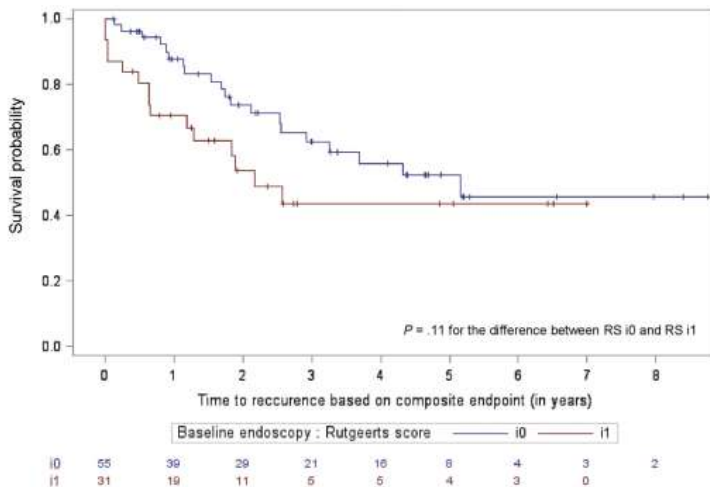 1.0
0.8
0.6
0.4
0.2
0.0
Survival probability
P = .11 for the difference between RS i0 and RS i1
0 1 2 3 4 5 6 7 8
Time to reccurence based on composite endpoint (in years)
Baseline endoscopy : Rutgeerts score i0 i1
i0 55 39 29 21 16 8 4 3 2
i1 31 19 11 5 5 4 3 0